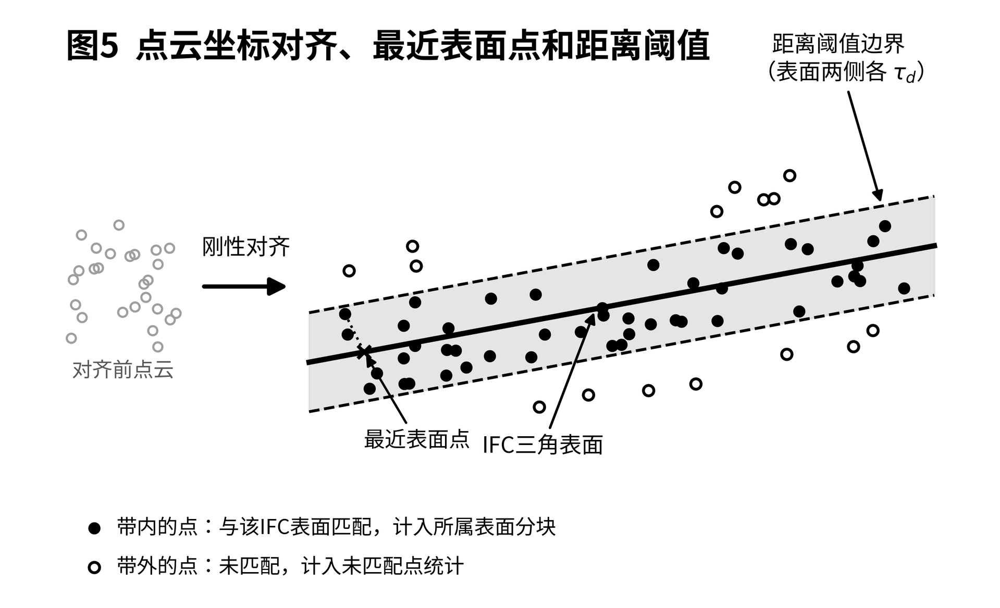 图5 点云坐标对齐、最近表面点和距离阈值
距离阈值边界
（表面两侧各 τd）
刚性对齐
对齐前点云
最近表面点
IFC三角表面
带内的点：与该IFC表面匹配，计入所属表面分块
带外的点：未匹配，计入未匹配点统计